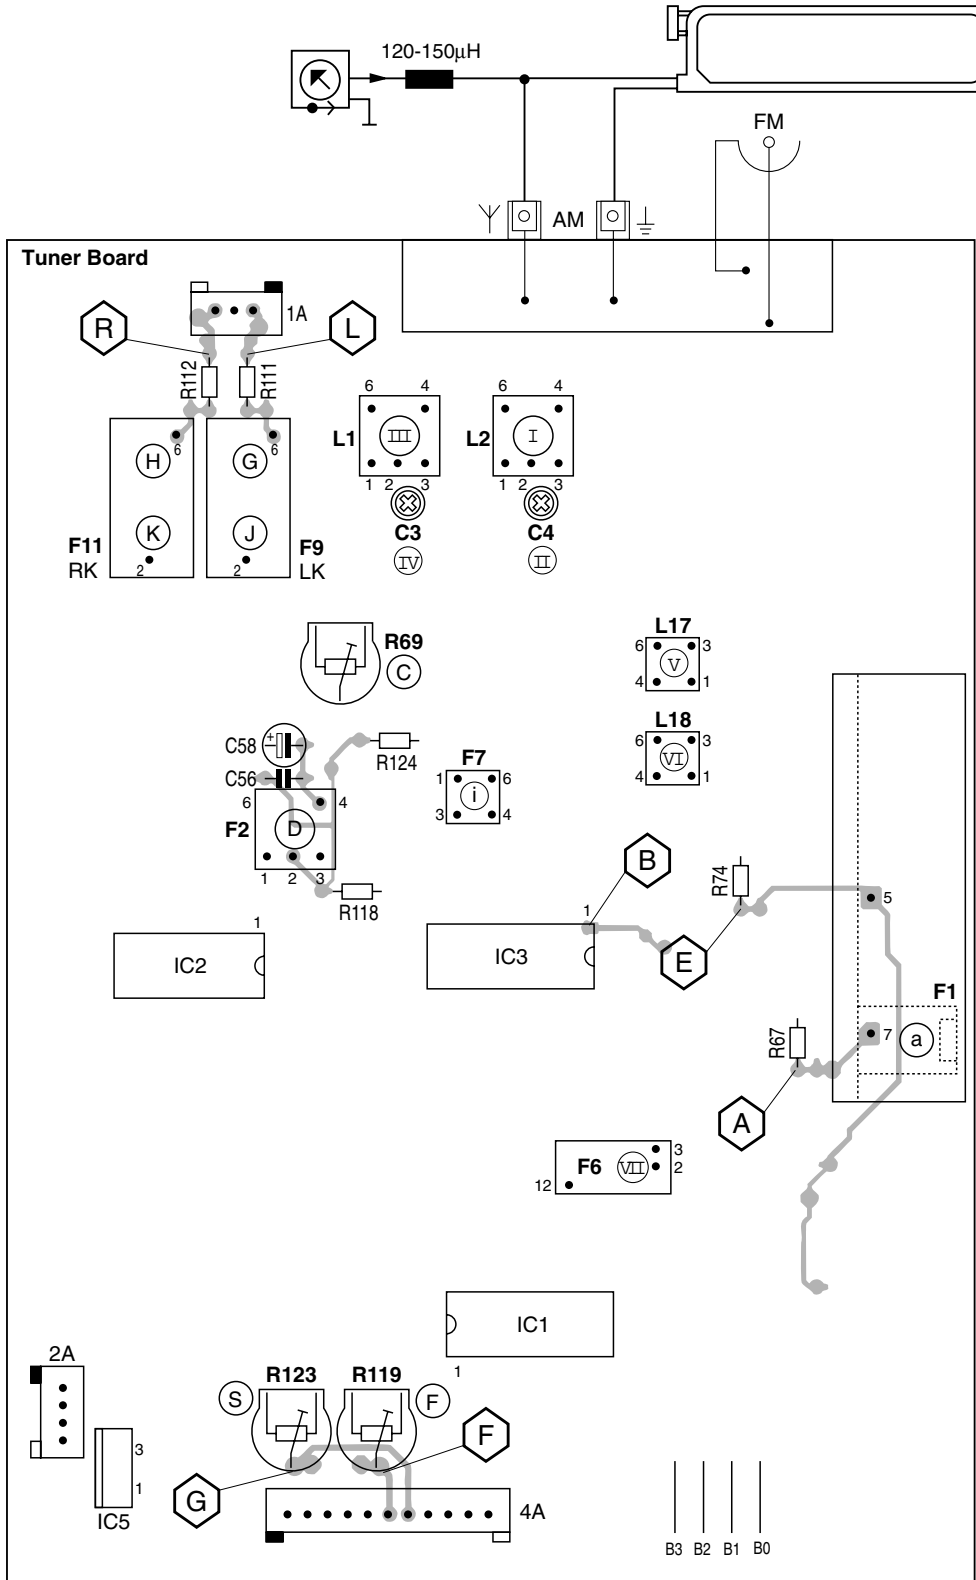 120-150μH
FM
AM
Tuner Board
1A
R
L
R112
R111
6
4
6
4
L1
III
L2
I
1 2 3
1 2 3
H
6
G
6
K
J
F11
RK
2
2
F9
LK
C3
IV
C4
II
R69
C
L17
6
3
V
4
1
L18
6
3
VI
4
1
C58
+
R124
C56
F7
1
6
i
3
4
6
4
F2
D
1 2 3
R118
B
R74
1
1
5
IC2
IC3
E
F1
R67
7
a
A
F6
VII
3
2
12
IC1
1
2A
R123
R119
S
F
F
3
1
G
IC5
4A
B3 B2 B1 B0